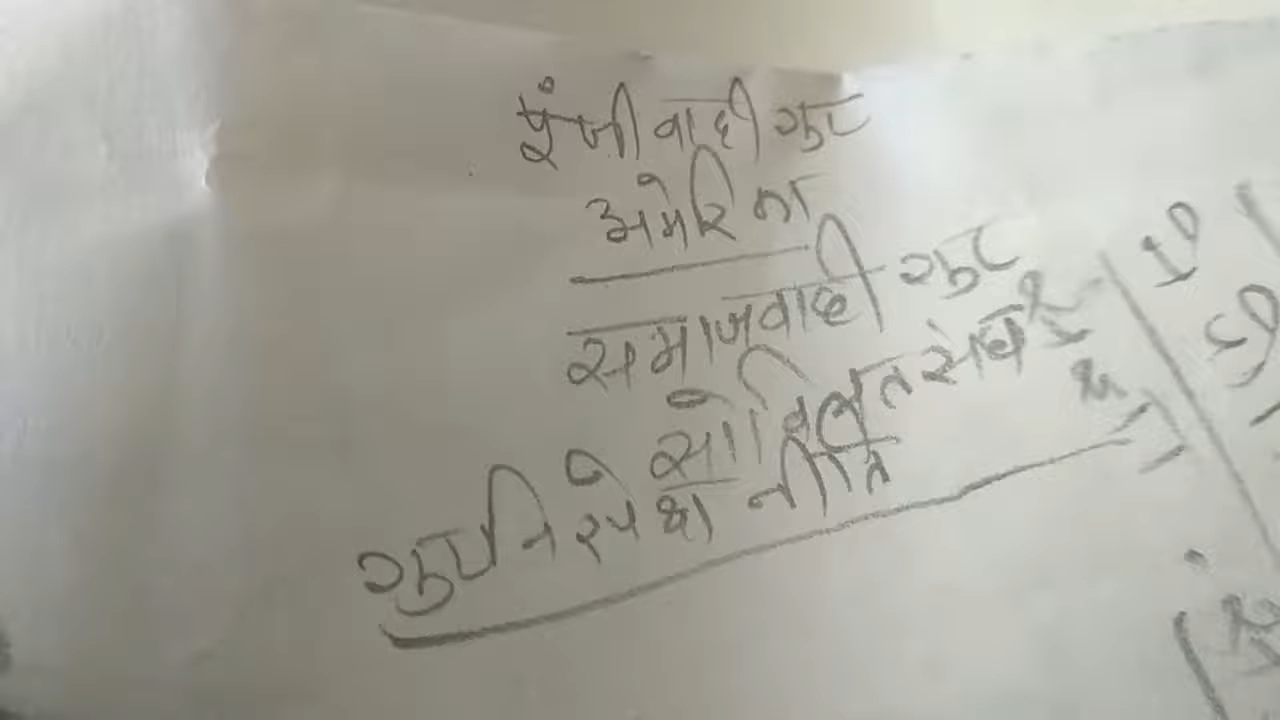 पूंजीवादी गुट
अमेरिका
समाजवादी गुट
सोवियत संघ
गुटनिरपेक्ष नीति